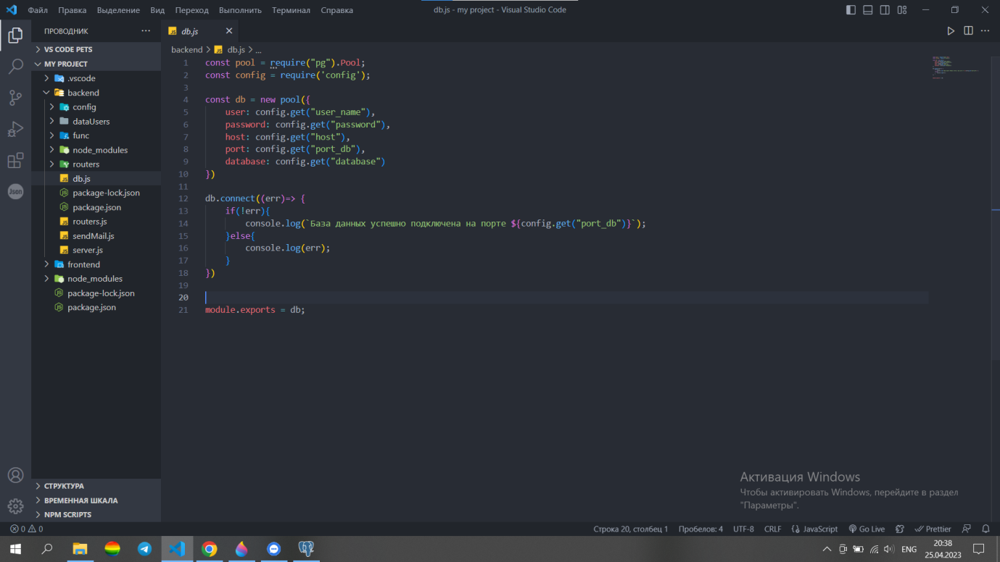 Файл Правка Выделение Вид Переход Выполнить Терминал Справка
db.js - my project - Visual Studio Code
ПРОВОДНИК
VS CODE PETS
MY PROJECT
.vscode
backend
config
dataUsers
func
node_modules
routers
db.js
package-lock.json
package.json
routers.js
sendMail.js
server.js
frontend
node_modules
package-lock.json
package.json
СТРУКТУРА
ВРЕМЕННАЯ ШКАЛА
NPM SCRIPTS
Json
JS db.js
backend > JS db.js > ...
1 const pool = require("pg").Pool;
2 const config = require('config');
3
4 const db = new pool({
5 user: config.get("user_name"),
6 password: config.get("password"),
7 host: config.get("host"),
8 port: config.get("port_db"),
9 database: config.get("database")
10 })
11
12 db.connect((err)=> {
13 if(!err){
14 console.log(`База данных успешно подключена на порте ${config.get("port_db")}`);
15 }else{
16 console.log(err);
17 }
18 })
19
20
21 module.exports = db;
Активация Windows
Чтобы активировать Windows, перейдите в раздел
"Параметры".
0 0
Строка 20, столбец 1 Пробелов: 4 UTF-8 CRLF {} JavaScript Go Live Prettier
ENG
20:38
25.04.2023